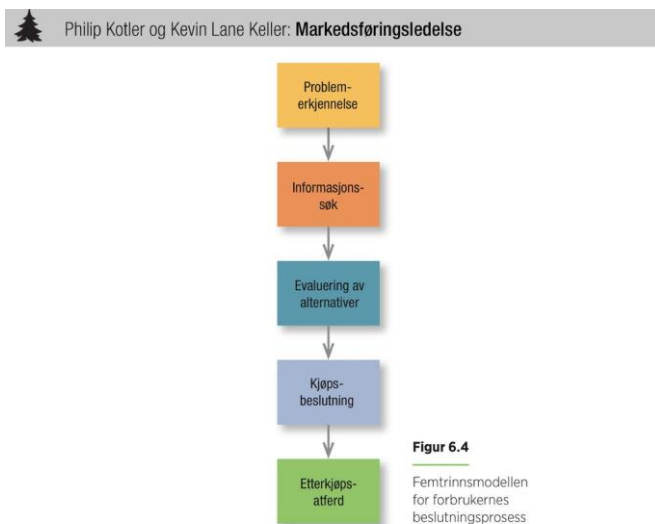 Philip Kotler og Kevin Lane Keller: Markedsføringsledelse
Problem-
erkjennelse
Informasjons-
søk
Evaluering av
alternativer
Kjøps-
beslutning
Etterkjøps-
atferd
Figur 6.4
Femtrinnsmodellen
for forbrukernes
beslutningsprosess